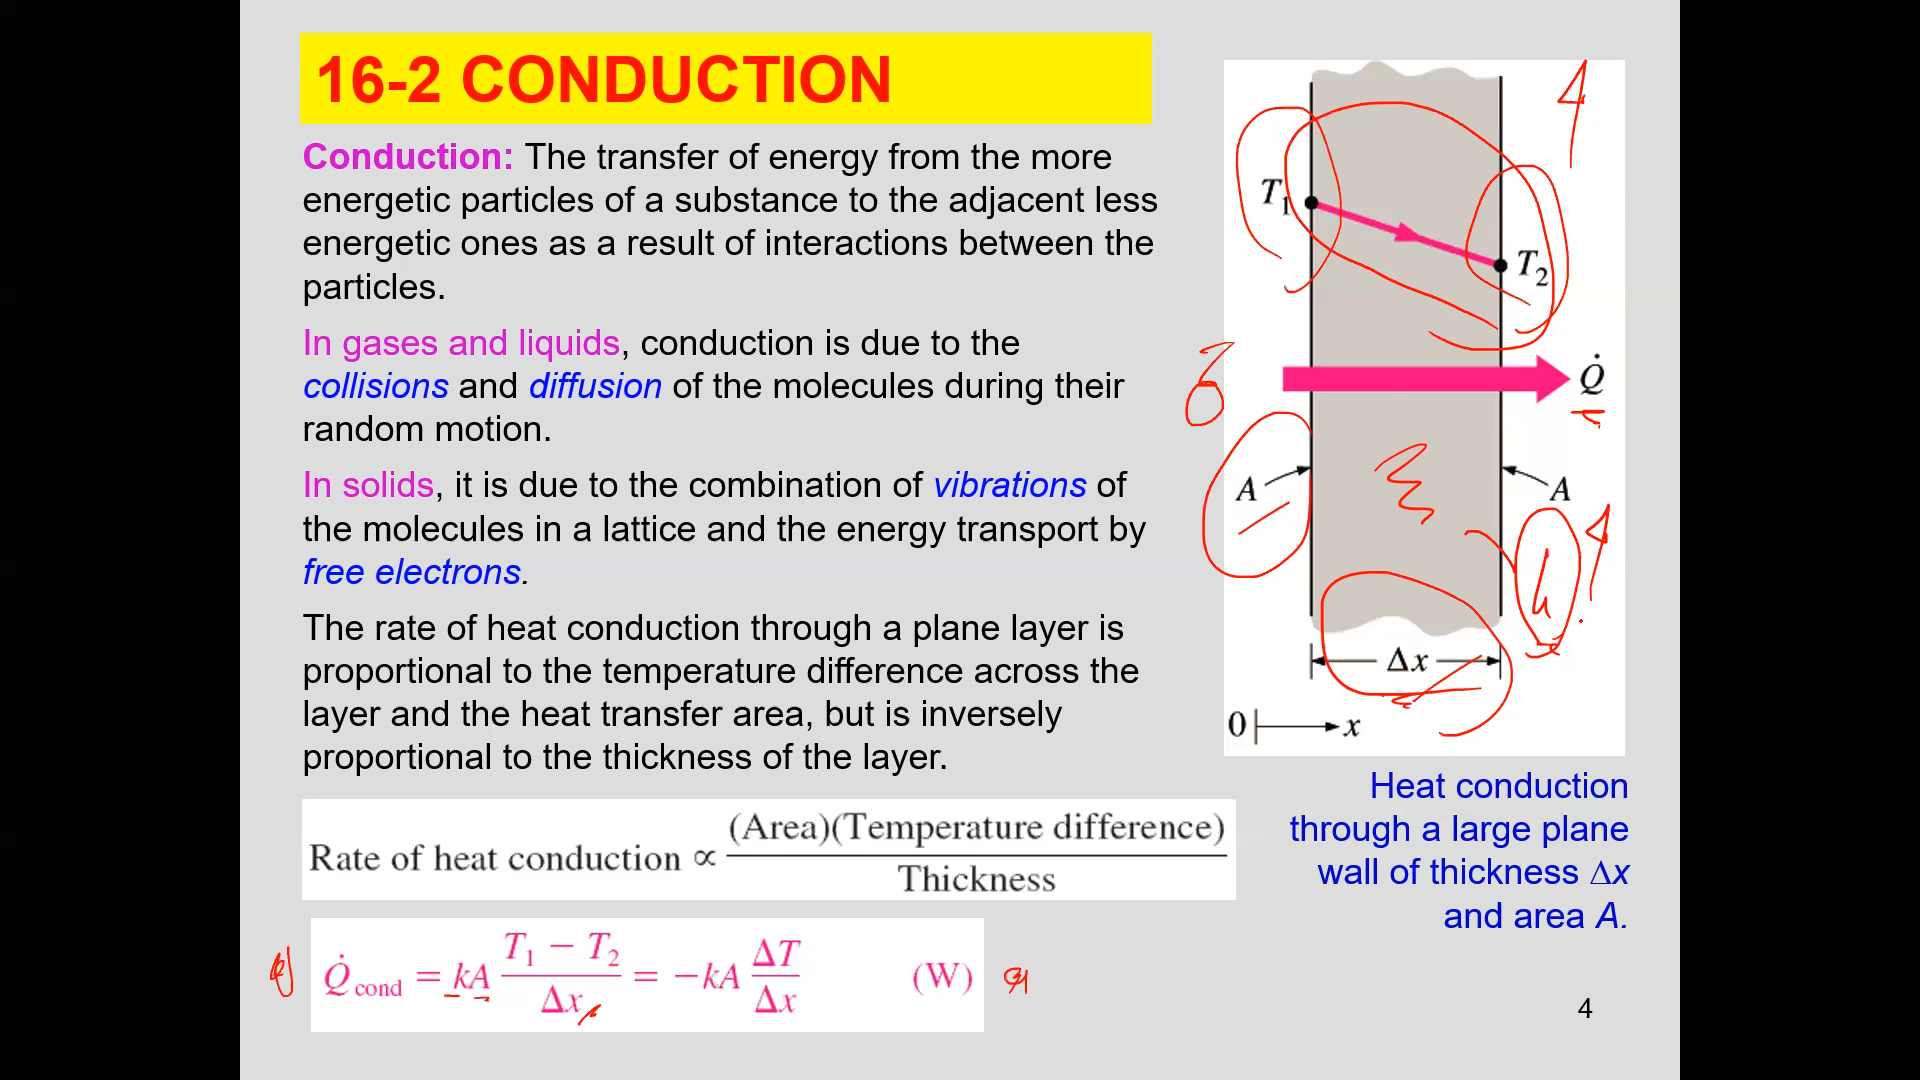 16-2 CONDUCTION
Conduction: The transfer of energy from the more
energetic particles of a substance to the adjacent less
energetic ones as a result of interactions between the
particles.
In gases and liquids, conduction is due to the
collisions and diffusion of the molecules during their
random motion.
In solids, it is due to the combination of vibrations of
the molecules in a lattice and the energy transport by
free electrons.
The rate of heat conduction through a plane layer is
proportional to the temperature difference across the
layer and the heat transfer area, but is inversely
proportional to the thickness of the layer.
Rate of heat conduction ∝ (Area)(Temperature difference) / Thickness
Q̇cond = kA (T1 − T2) / Δx = −kA ΔT / Δx (W)
T1
T2
Q̇
A
A
Δx
0 x
Heat conduction
through a large plane
wall of thickness Δx
and area A.
4